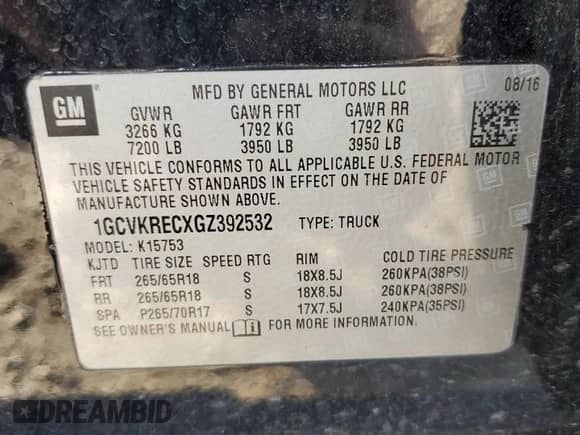 GM
MFD BY GENERAL MOTORS LLC 08/16
GVWR GAWR FRT GAWR RR
3266 KG 1792 KG 1792 KG
7200 LB 3950 LB 3950 LB
THIS VEHICLE CONFORMS TO ALL APPLICABLE U.S. FEDERAL MOTOR
VEHICLE SAFETY STANDARDS IN EFFECT ON THE DATE OF
MANUFACTURE SHOWN ABOVE.
1GCVKRECXGZ392532 TYPE: TRUCK
MODEL: K15753
KJTD TIRE SIZE SPEED RTG RIM COLD TIRE PRESSURE
FRT 265/65R18 S 18X8.5J 260KPA(38PSI)
RR 265/65R18 S 18X8.5J 260KPA(38PSI)
SPA P265/70R17 S 17X7.5J 240KPA(35PSI)
SEE OWNER'S MANUAL FOR ADDITIONAL INFORMATION.
DREAMBID